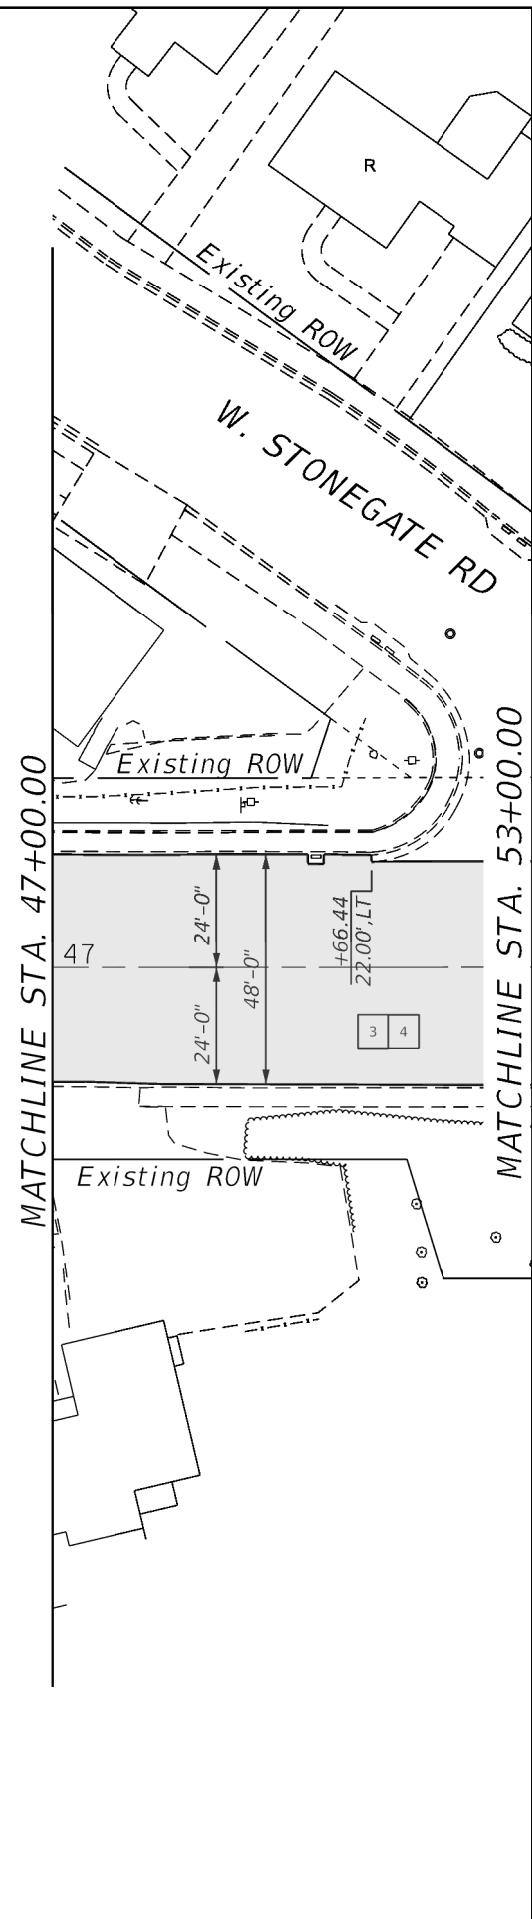 R
Existing ROW
W. STONEGATE RD
Existing ROW
MATCHLINE STA. 47+00.00
MATCHLINE STA. 53+00.00
47
24'-0"
48'-0"
24'-0"
+66.44
22.00',LT
3 4
Existing ROW